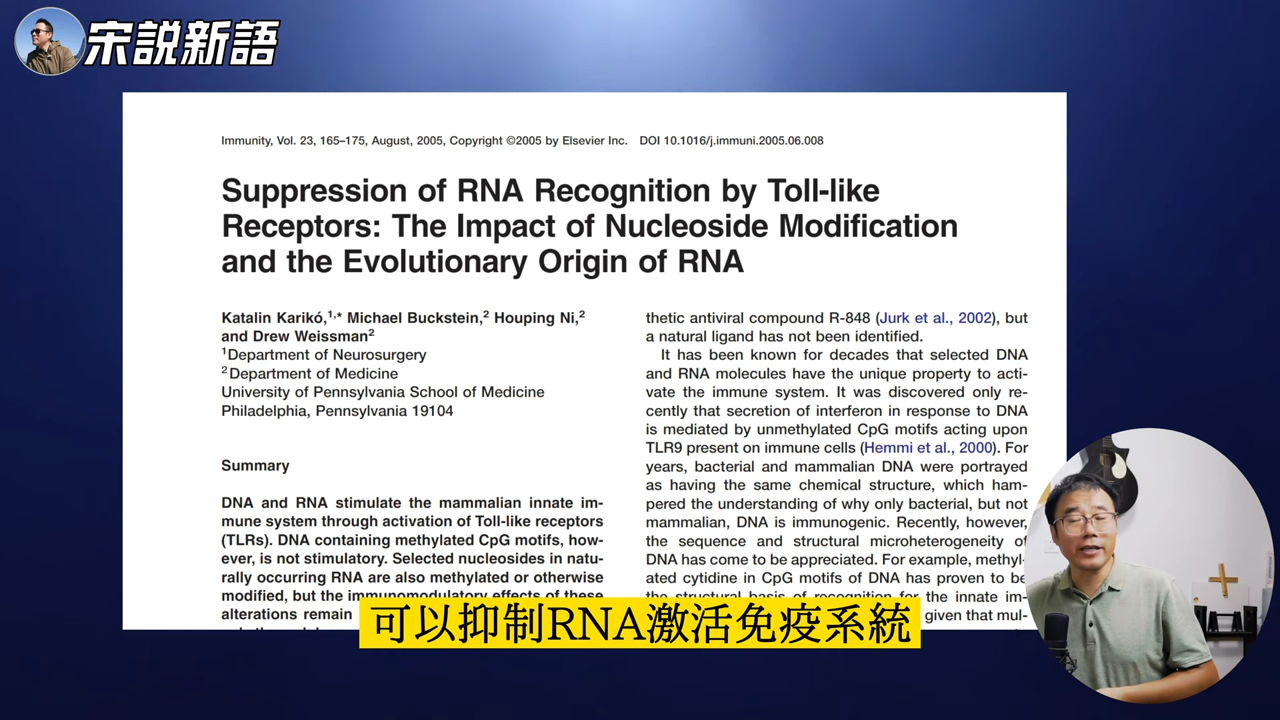 宋説新語
Immunity, Vol. 23, 165–175, August, 2005, Copyright ©2005 by Elsevier Inc. DOI 10.1016/j.immuni.2005.06.008
Suppression of RNA Recognition by Toll-like
Receptors: The Impact of Nucleoside Modification
and the Evolutionary Origin of RNA
Katalin Karikó,1,* Michael Buckstein,2 Houping Ni,2
and Drew Weissman2
1Department of Neurosurgery
2Department of Medicine
University of Pennsylvania School of Medicine
Philadelphia, Pennsylvania 19104
Summary
DNA and RNA stimulate the mammalian innate im-
mune system through activation of Toll-like receptors
(TLRs). DNA containing methylated CpG motifs, how-
ever, is not stimulatory. Selected nucleosides in natu-
rally occurring RNA are also methylated or otherwise
modified, but the immunomodulatory effects of these
alterations remain
thetic antiviral compound R-848 (Jurk et al., 2002), but
a natural ligand has not been identified.
It has been known for decades that selected DNA
and RNA molecules have the unique property to acti-
vate the immune system. It was discovered only re-
cently that secretion of interferon in response to DNA
is mediated by unmethylated CpG motifs acting upon
TLR9 present on immune cells (Hemmi et al., 2000). For
years, bacterial and mammalian DNA were portrayed
as having the same chemical structure, which ham-
pered the understanding of why only bacterial, but not
mammalian, DNA is immunogenic. Recently, however,
the sequence and structural microheterogeneity of
DNA has come to be appreciated. For example, methyl-
ated cytidine in CpG motifs of DNA has proven to be
the structural basis of recognition for the innate im-
given that mul-
可以抑制RNA激活免疫系統